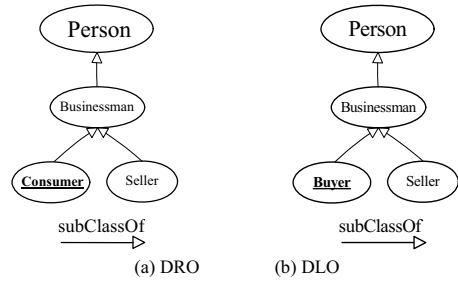 Person
Businessman
Consumer
Seller
subClassOf
(a) DRO
Person
Businessman
Buyer
Seller
subClassOf
(b) DLO